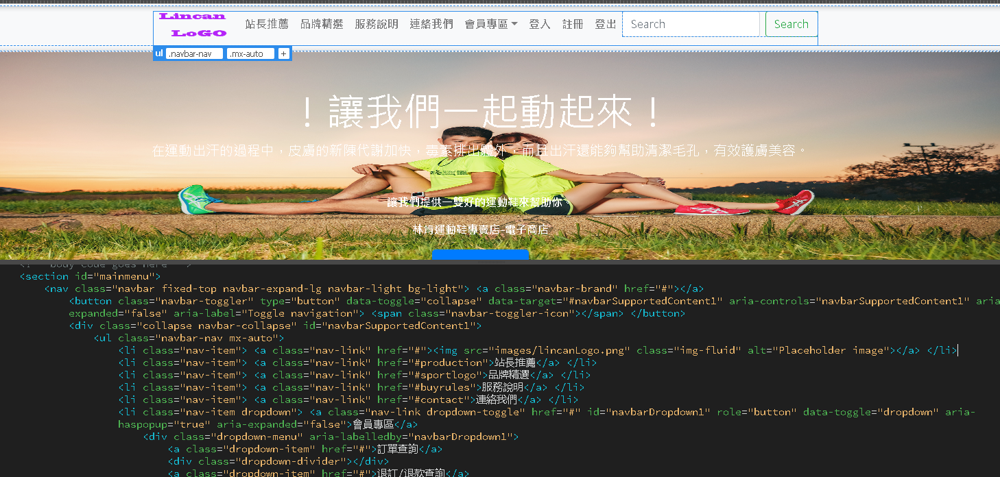 Lincan
LoGO
站長推薦 品牌精選 服務說明 連絡我們 會員專區 登入 註冊 登出 Search Search
ul .navbar-nav .mx-auto +
！讓我們一起動起來！
在運動出汗的過程中，皮膚的新陳代謝加快，毒素排出體外，而且出汗還能夠幫助清潔毛孔，有效護膚美容。
讓我們提供一雙好的運動鞋來幫助你。
林肯運動鞋專賣店-電子商店
<!-- body code goes here -->
<section id="mainmenu">
<nav class="navbar fixed-top navbar-expand-lg navbar-light bg-light"> <a class="navbar-brand" href="#"></a>
<button class="navbar-toggler" type="button" data-toggle="collapse" data-target="#navbarSupportedContent1" aria-controls="navbarSupportedContent1" aria-
expanded="false" aria-label="Toggle navigation"> <span class="navbar-toggler-icon"></span> </button>
<div class="collapse navbar-collapse" id="navbarSupportedContent1">
<ul class="navbar-nav mx-auto">
<li class="nav-item"> <a class="nav-link" href="#"><img src="images/lincanLogo.png" class="img-fluid" alt="Placeholder image"></a> </li>
<li class="nav-item"> <a class="nav-link" href="#production">站長推薦</a> </li>
<li class="nav-item"> <a class="nav-link" href="#sportlogo">品牌精選</a> </li>
<li class="nav-item"> <a class="nav-link" href="#buyrules">服務說明</a> </li>
<li class="nav-item"> <a class="nav-link" href="#contact">連絡我們</a> </li>
<li class="nav-item dropdown"> <a class="nav-link dropdown-toggle" href="#" id="navbarDropdown1" role="button" data-toggle="dropdown" aria-
haspopup="true" aria-expanded="false">會員專區</a>
<div class="dropdown-menu" aria-labelledby="navbarDropdown1">
<a class="dropdown-item" href="#">訂單查詢</a>
<div class="dropdown-divider"></div>
<a class="dropdown-item" href="#">退訂/退款查詢</a>